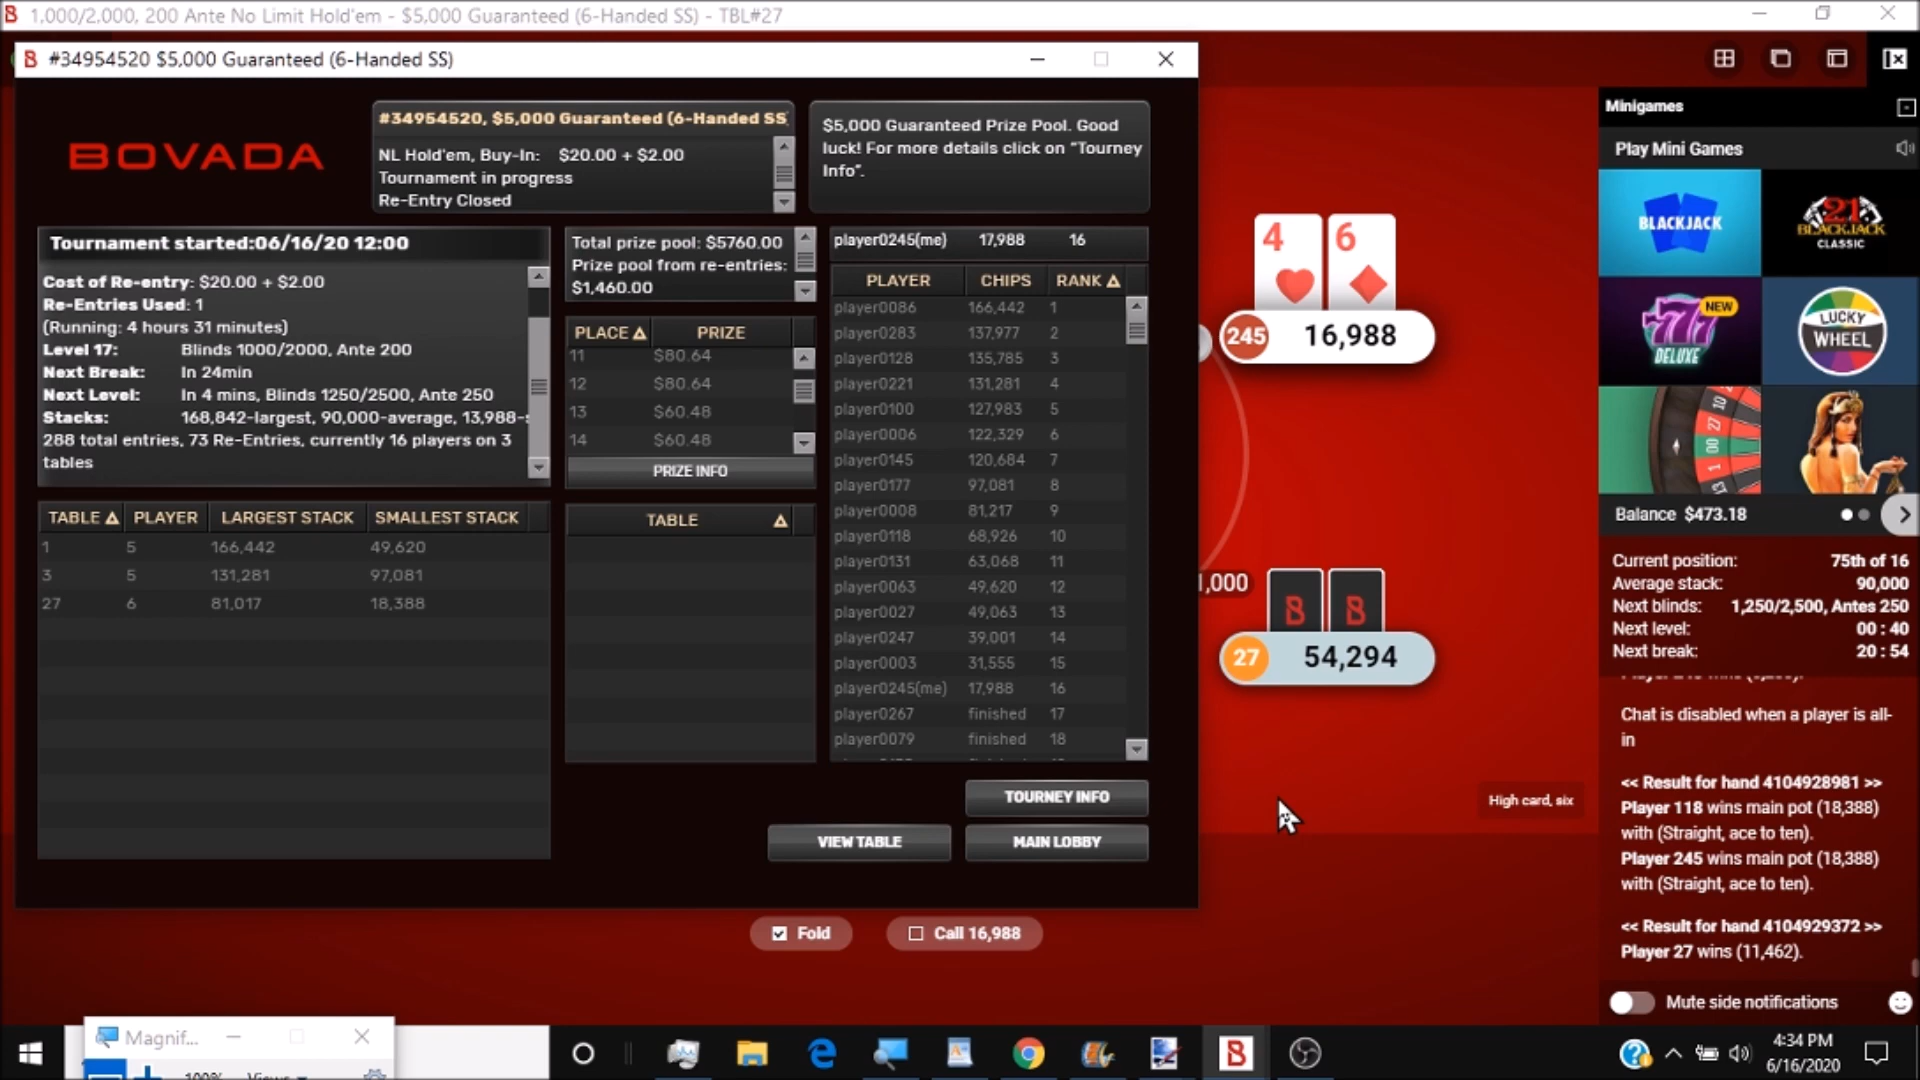 1,000/2,000, 200 Ante No Limit Hold'em - $5,000 Guaranteed (6-Handed SS) - TBL#27
#34954520 $5,000 Guaranteed (6-Handed SS)
BOVADA
#34954520, $5,000 Guaranteed (6-Handed SS
NL Hold'em, Buy-In: $20.00 + $2.00
Tournament in progress
Re-Entry Closed
$5,000 Guaranteed Prize Pool. Good
luck! For more details click on "Tourney
Info".
Tournament started:06/16/20 12:00
Cost of Re-entry: $20.00 + $2.00
Re-Entries Used: 1
(Running: 4 hours 31 minutes)
Level 17: Blinds 1000/2000, Ante 200
Next Break: In 24min
Next Level: In 4 mins, Blinds 1250/2500, Ante 250
Stacks: 168,842-largest, 90,000-average, 13,988-
288 total entries, 73 Re-Entries, currently 16 players on 3
tables
Total prize pool: $5760.00
Prize pool from re-entries:
$1,460.00
PLACE PRIZE
11 $80.64
12 $80.64
13 $60.48
14 $60.48
PRIZE INFO
player0245(me) 17,988 16
PLAYER CHIPS RANK
player0086 166,442 1
player0283 137,977 2
player0128 135,785 3
player0221 131,281 4
player0100 127,983 5
player0006 122,329 6
player0145 120,684 7
player0177 97,081 8
player0008 81,217 9
player0118 68,926 10
player0131 63,068 11
player0063 49,620 12
player0027 49,063 13
player0247 39,001 14
player0003 31,555 15
player0245(me) 17,988 16
player0267 finished 17
player0079 finished 18
TABLE PLAYER LARGEST STACK SMALLEST STACK
1 5 166,442 49,620
3 5 131,281 97,081
27 6 81,017 18,388
TABLE
TOURNEY INFO
VIEW TABLE
MAIN LOBBY
4 6
245 16,988
1,000
27 54,294
High card, six
Fold
Call 16,988
Minigames
Play Mini Games
BLACKJACK
21
BLACKJACK
CLASSIC
NEW
777
DELUXE
LUCKY
WHEEL
Balance $473.18
Current position: 75th of 16
Average stack: 90,000
Next blinds: 1,250/2,500, Antes 250
Next level: 00 : 40
Next break: 20 : 54
Chat is disabled when a player is all-
in
<< Result for hand 4104928981 >>
Player 118 wins main pot (18,388)
with (Straight, ace to ten).
Player 245 wins main pot (18,388)
with (Straight, ace to ten).
<< Result for hand 4104929372 >>
Player 27 wins (11,462).
Mute side notifications
Magnif...
100%
Views
4:34 PM
6/16/2020